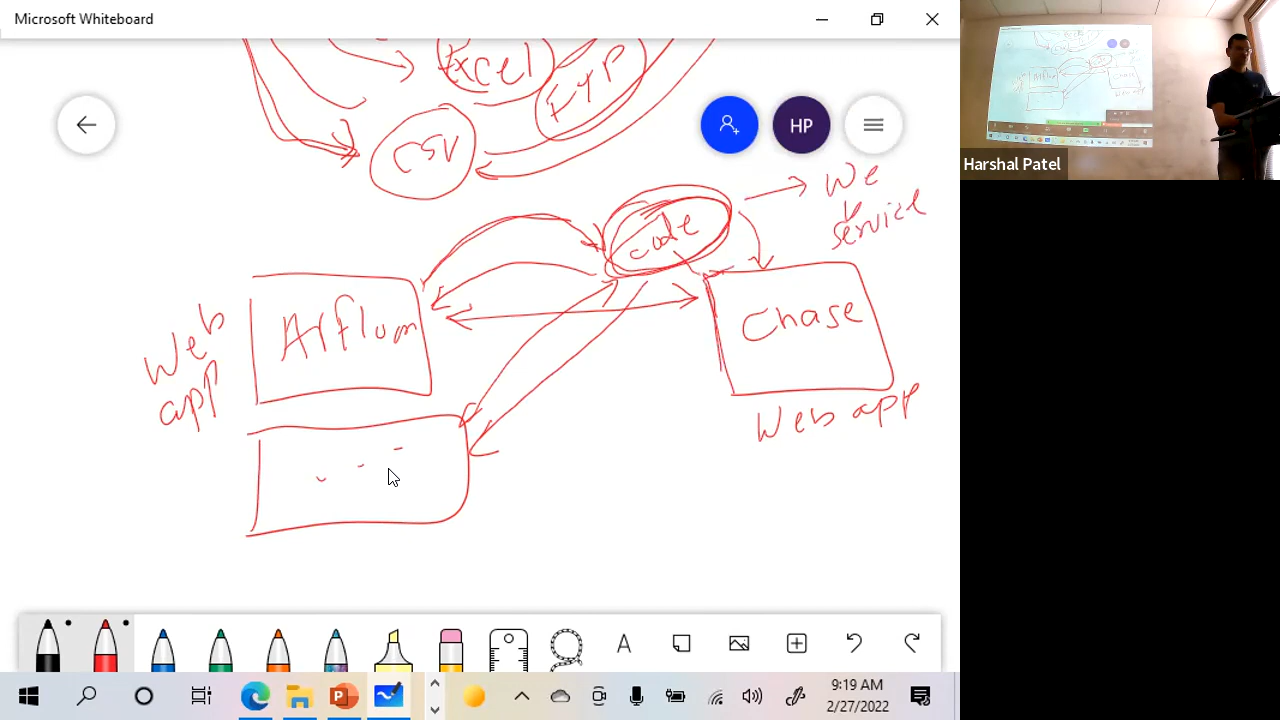 Microsoft Whiteboard
Excel
FTP
CSV
HP
Harshal Patel
code
We
service
Web
app
Chase
Web app
A
9:19 AM
2/27/2022